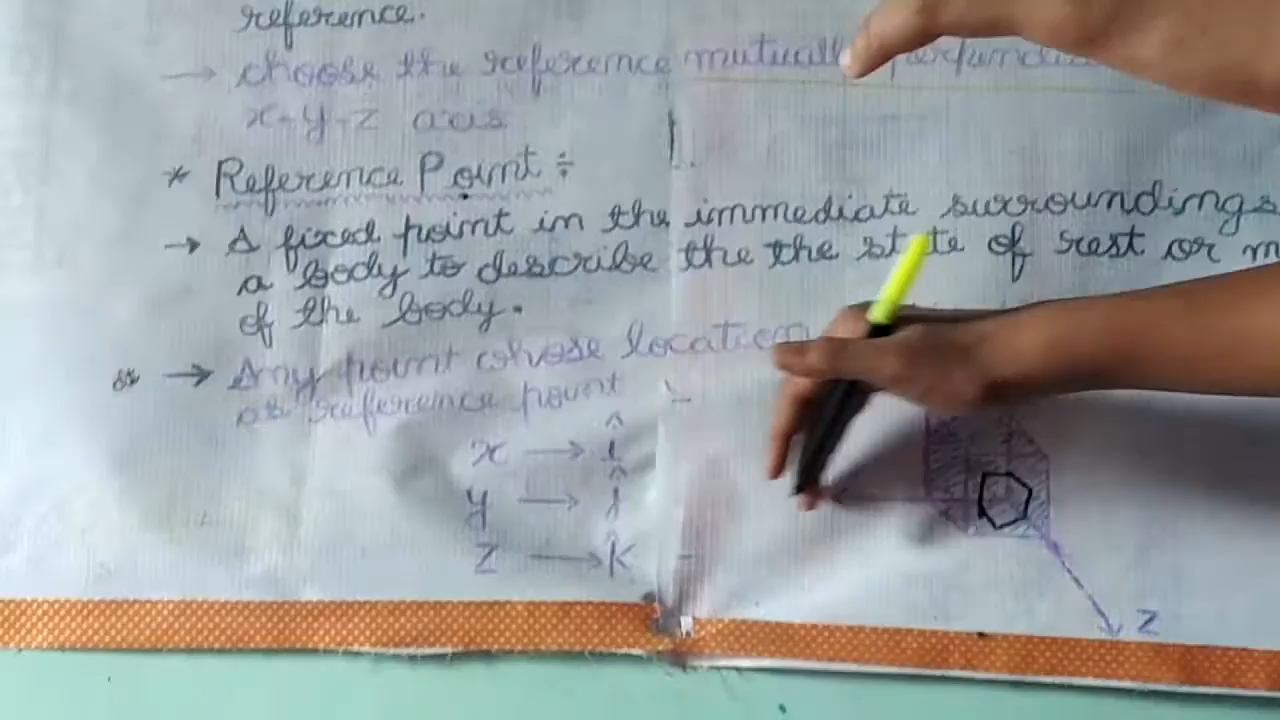 reference.
→ choose the reference mutually perpendic
x-y-z axis
* Reference Point ÷
→ A fixed point in the immediate surroundings
a body to describe the the state of rest or m
of the body.
→ Any point whose location
as reference point
x → î
y → ĵ
z → k̂
Z